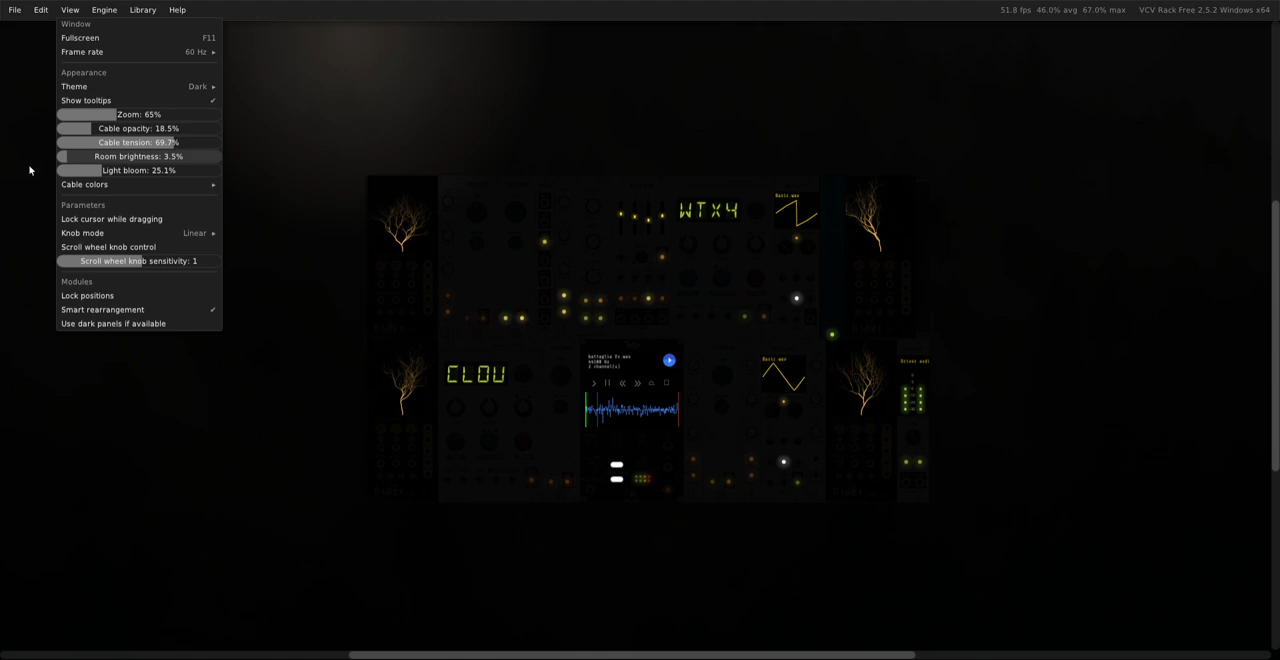 File Edit View Engine Library Help
51.8 fps 46.0% avg 67.0% max VCV Rack Free 2.5.2 Windows x64
Window
Fullscreen F11
Frame rate 60 Hz ▸
Appearance
Theme Dark ▸
Show tooltips ✔
Zoom: 65%
Cable opacity: 18.5%
Cable tension: 69.7%
Room brightness: 3.5%
Light bloom: 25.1%
Cable colors ▸
Parameters
Lock cursor while dragging
Knob mode Linear ▸
Scroll wheel knob control
Scroll wheel knob sensitivity: 1
Modules
Lock positions
Smart rearrangement ✔
Use dark panels if available
WTX4
Basic.wav
CLOU
2 channel(s)
Basic.wav